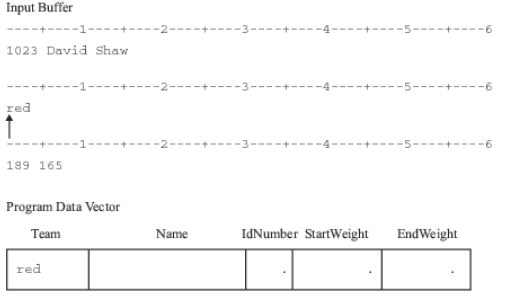 Input Buffer
----+----1----+----2----+----3----+----4----+----5----+----6
1023 David Shaw
----+----1----+----2----+----3----+----4----+----5----+----6
red
----+----1----+----2----+----3----+----4----+----5----+----6
189 165
Program Data Vector
Team Name IdNumber StartWeight EndWeight
red . . .